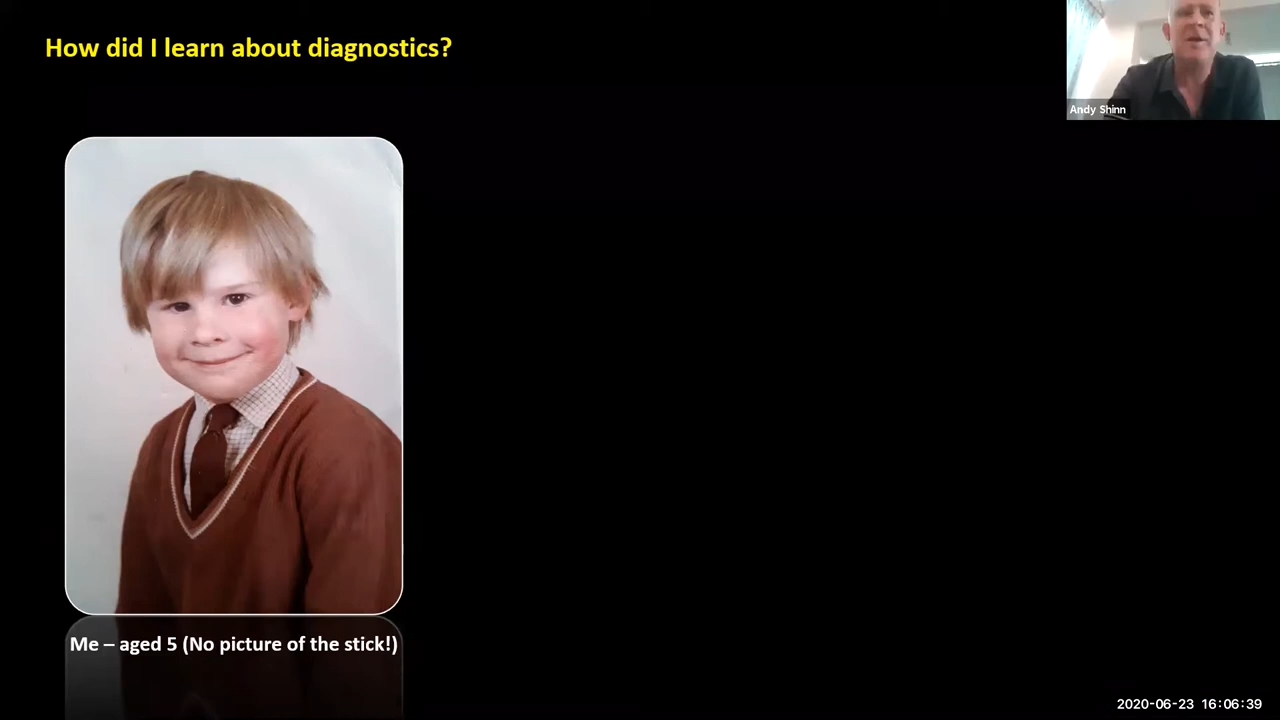 How did I learn about diagnostics?
Andy Shinn
Me – aged 5 (No picture of the stick!)
2020-06-23 16:06:39